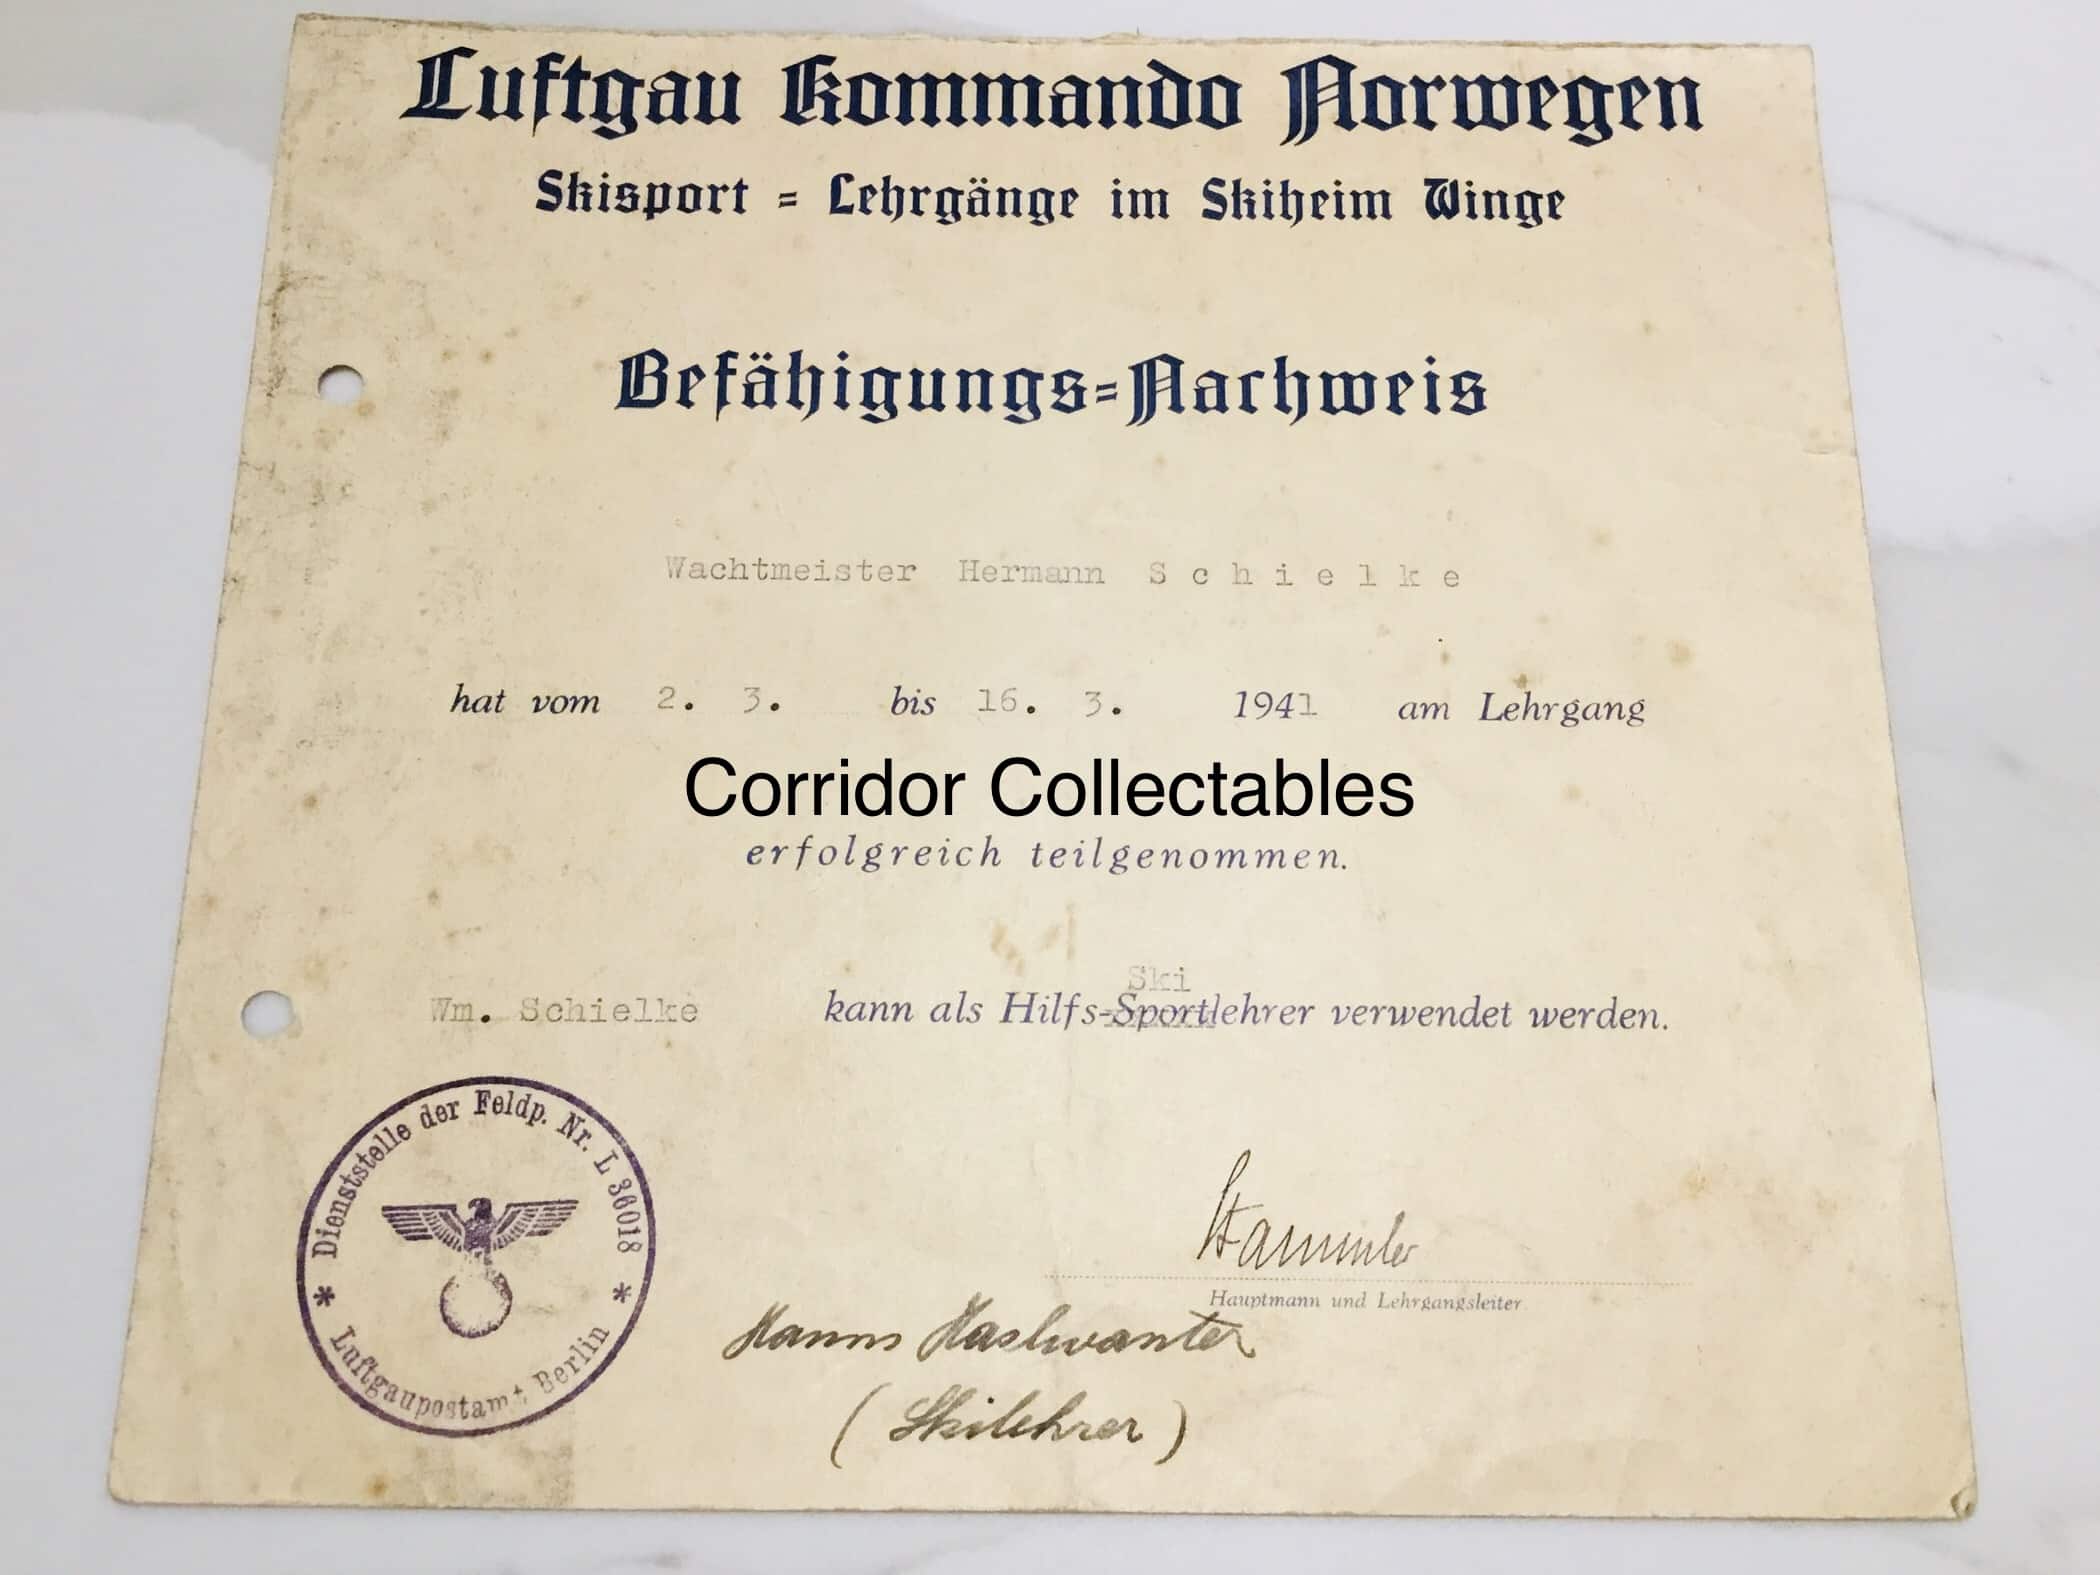 Luftgau Kommando Norwegen
Skisport = Lehrgänge im Skiheim Winge
Befähigungs=Nachweis
Wachtmeister Hermann S c h i e l k e
hat vom 2. 3. bis 16. 3. 1941 am Lehrgang
Corridor Collectables
erfolgreich teilgenommen.
Ski
Wm. Schielke kann als Hilfs-Sportlehrer verwendet werden.
Dienststelle der Feldp. Nr. L 36018
* *
Luftgaupostamt Berlin
Stammler
Hauptmann und Lehrgangsleiter
Hanns Haslwanter
(Skilehrer)